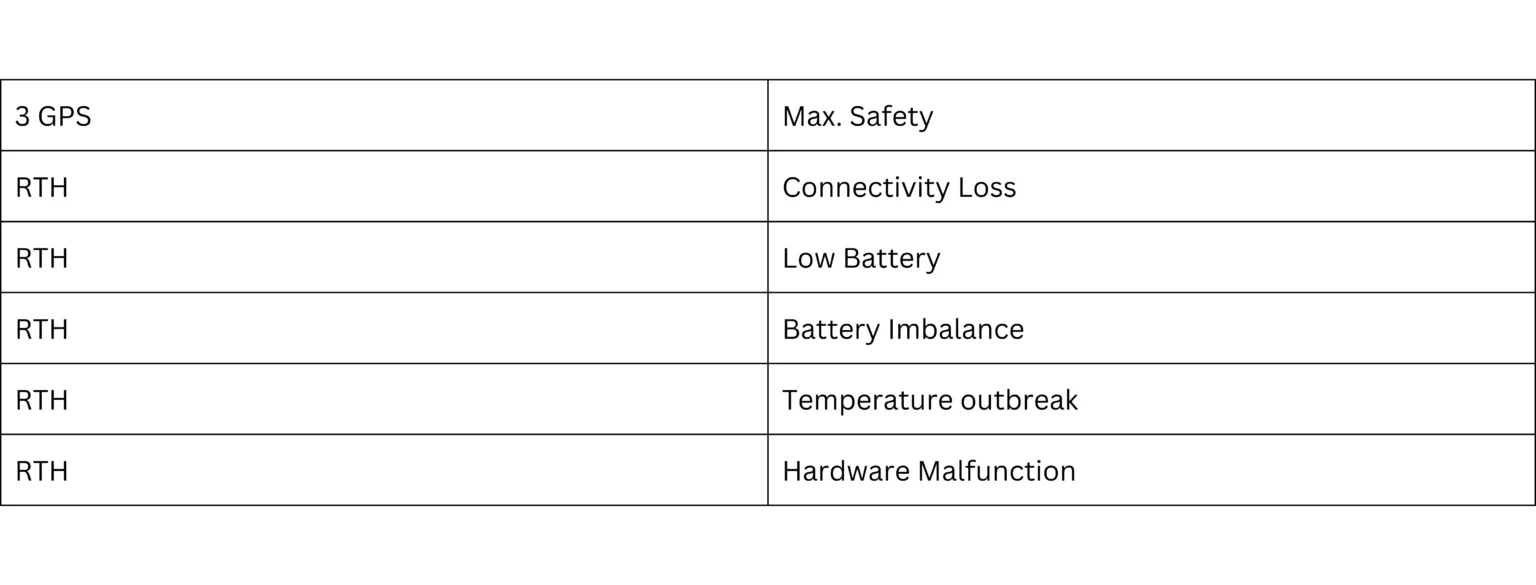 3 GPS Max. Safety
RTH Connectivity Loss
RTH Low Battery
RTH Battery Imbalance
RTH Temperature outbreak
RTH Hardware Malfunction